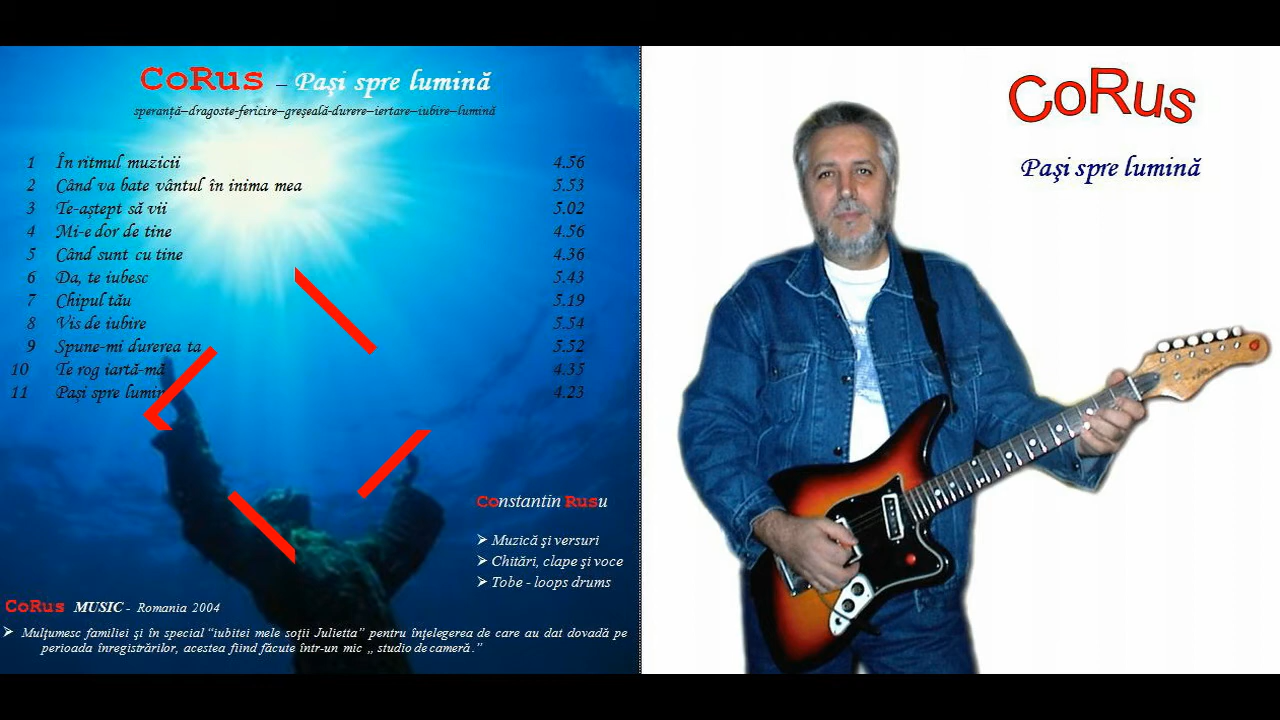 CoRus – Paşi spre lumină
speranţă–dragoste-fericire–greşeală-durere–iertare–iubire–lumină
1 În ritmul muzicii 4.56
2 Când va bate vântul în inima mea 5.53
3 Te-aştept să vii 5.02
4 Mi-e dor de tine 4.56
5 Când sunt cu tine 4.36
6 Da, te iubesc 5.43
7 Chipul tău 5.19
8 Vis de iubire 5.54
9 Spune-mi durerea ta 5.52
10 Te rog iartă-mă 4.35
11 Paşi spre 4.23
Constantin Rusu
➢ Muzică şi versuri
➢ Chitări, clape şi voce
➢ Tobe - loops drums
CoRus MUSIC - Romania 2004
➢ Mulţumesc familiei şi în special “iubitei mele soţii Julietta” pentru înţelegerea de care au dat dovadă pe
perioada înregistrărilor, acestea fiind făcute într-un mic „ studio de cameră .”
CoRus
Paşi spre lumină